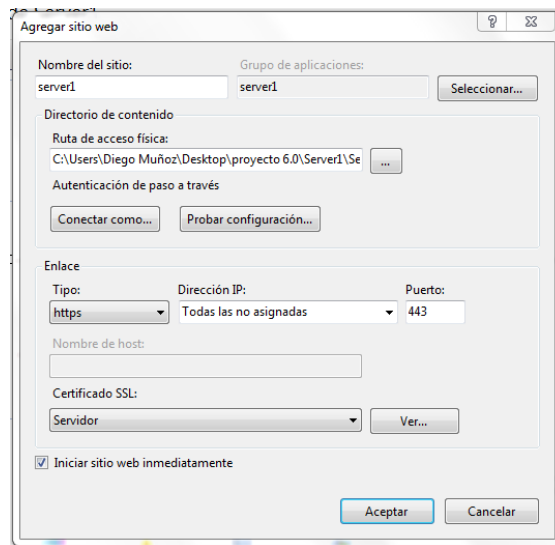 Agregar sitio web
Nombre del sitio:
Grupo de aplicaciones:
server1
server1
Seleccionar...
Directorio de contenido
Ruta de acceso física:
C:\Users\Diego Muñoz\Desktop\proyecto 6.0\Server1\Se
...
Autenticación de paso a través
Conectar como...
Probar configuración...
Enlace
Tipo:
Dirección IP:
Puerto:
https
Todas las no asignadas
443
Nombre de host:
Certificado SSL:
Servidor
Ver...
Iniciar sitio web inmediatamente
Aceptar
Cancelar